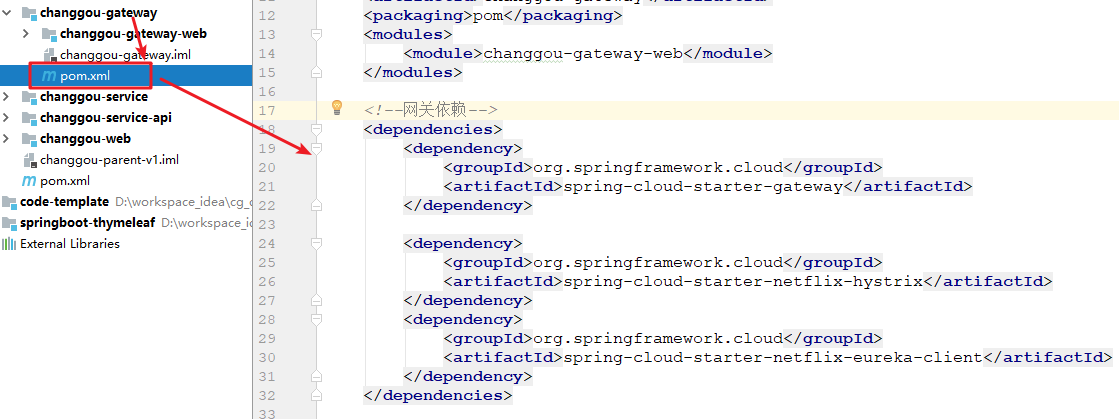 changgou-gateway
changgou-gateway-web
changgou-gateway.iml
pom.xml
changgou-service
changgou-service-api
changgou-web
changgou-parent-v1.iml
pom.xml
code-template D:\workspace_idea\cg_
springboot-thymeleaf D:\workspace_i
External Libraries
12 <packaging>pom</packaging>
13 <modules>
14 <module>changgou-gateway-web</module>
15 </modules>
16
17 <!--网关依赖-->
18 <dependencies>
19 <dependency>
20 <groupId>org.springframework.cloud</groupId>
21 <artifactId>spring-cloud-starter-gateway</artifactId>
22 </dependency>
23
24 <dependency>
25 <groupId>org.springframework.cloud</groupId>
26 <artifactId>spring-cloud-starter-netflix-hystrix</artifactId>
27 </dependency>
28 <dependency>
29 <groupId>org.springframework.cloud</groupId>
30 <artifactId>spring-cloud-starter-netflix-eureka-client</artifactId>
31 </dependency>
32 </dependencies>
33